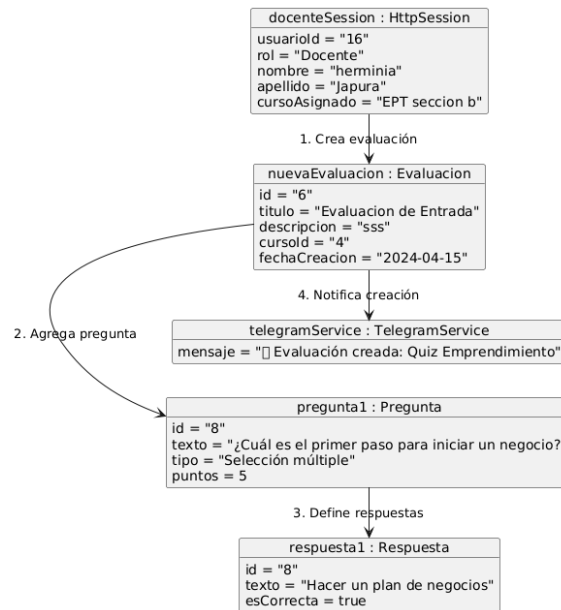 docenteSession : HttpSession
usuarioId = "16"
rol = "Docente"
nombre = "herminia"
apellido = "Japura"
cursoAsignado = "EPT seccion b"
1. Crea evaluación
nuevaEvaluacion : Evaluacion
id = "6"
titulo = "Evaluacion de Entrada"
descripcion = "sss"
cursoId = "4"
fechaCreacion = "2024-04-15"
4. Notifica creación
2. Agrega pregunta
telegramService : TelegramService
mensaje = "▯ Evaluación creada: Quiz Emprendimiento"
pregunta1 : Pregunta
id = "8"
texto = "¿Cuál es el primer paso para iniciar un negocio?
tipo = "Selección múltiple"
puntos = 5
3. Define respuestas
respuesta1 : Respuesta
id = "8"
texto = "Hacer un plan de negocios"
esCorrecta = true